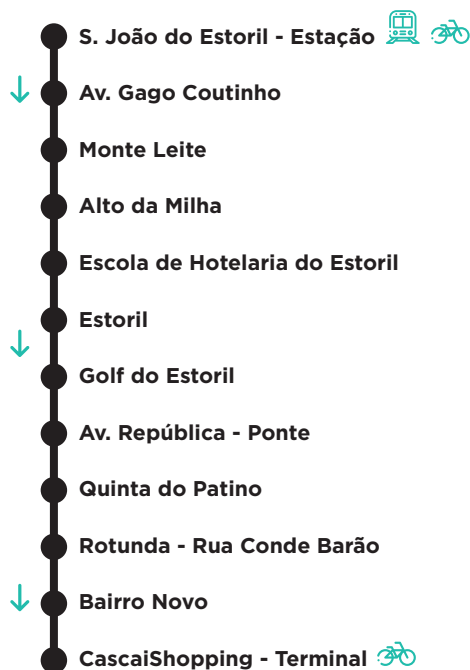 S. João do Estoril - Estação
Av. Gago Coutinho
Monte Leite
Alto da Milha
Escola de Hotelaria do Estoril
Estoril
Golf do Estoril
Av. República - Ponte
Quinta do Patino
Rotunda - Rua Conde Barão
Bairro Novo
CascaiShopping - Terminal